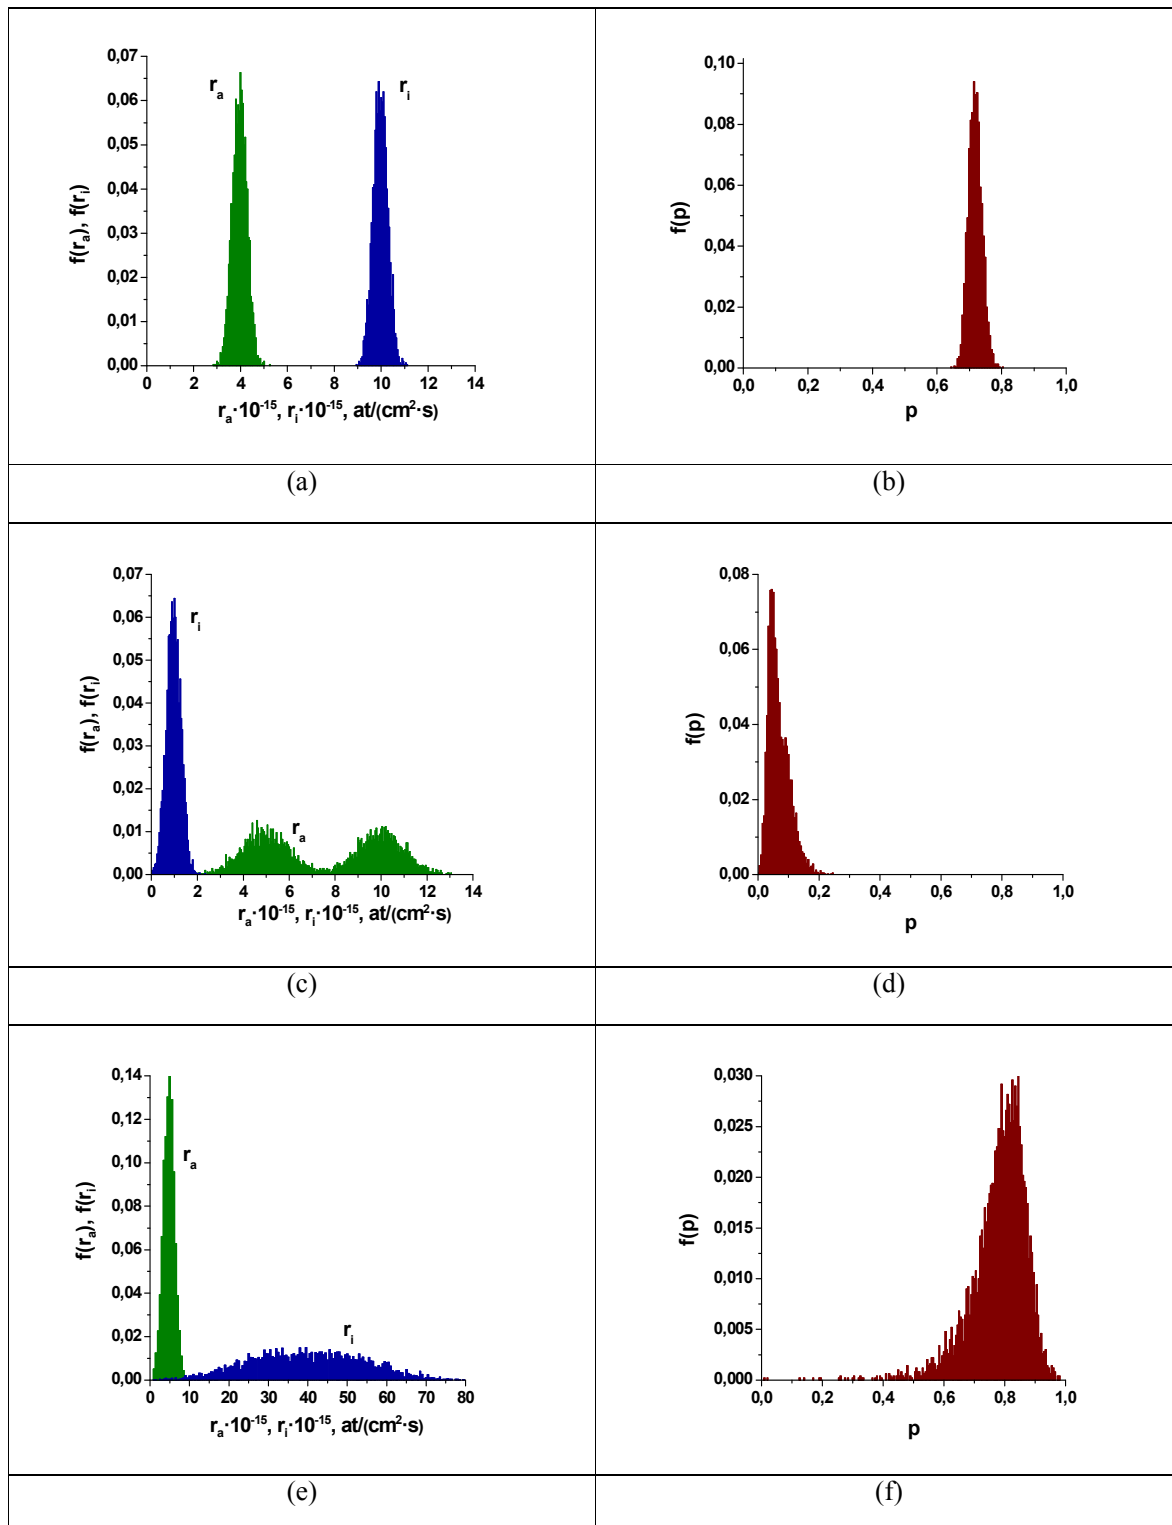 0,07
0,06
0,05
0,04
0,03
0,02
0,01
0,00
f(rₐ), f(rᵢ)
rₐ
rᵢ
0 2 4 6 8 10 12 14
rₐ·10⁻¹⁵, rᵢ·10⁻¹⁵, at/(cm²·s)
0,10
0,08
0,06
0,04
0,02
0,00
f(p)
0,0 0,2 0,4 0,6 0,8 1,0
p
(a) (b)
0,07
0,06
0,05
0,04
0,03
0,02
0,01
0,00
f(rₐ), f(rᵢ)
rᵢ
rₐ
0 2 4 6 8 10 12 14
rₐ·10⁻¹⁵, rᵢ·10⁻¹⁵, at/(cm²·s)
0,08
0,06
0,04
0,02
0,00
f(p)
0,0 0,2 0,4 0,6 0,8 1,0
p
(c) (d)
0,14
0,12
0,10
0,08
0,06
0,04
0,02
0,00
f(rₐ), f(rᵢ)
rₐ
rᵢ
0 10 20 30 40 50 60 70 80
rₐ·10⁻¹⁵, rᵢ·10⁻¹⁵, at/(cm²·s)
0,030
0,025
0,020
0,015
0,010
0,005
0,000
f(p)
0,0 0,2 0,4 0,6 0,8 1,0
p
(e) (f)